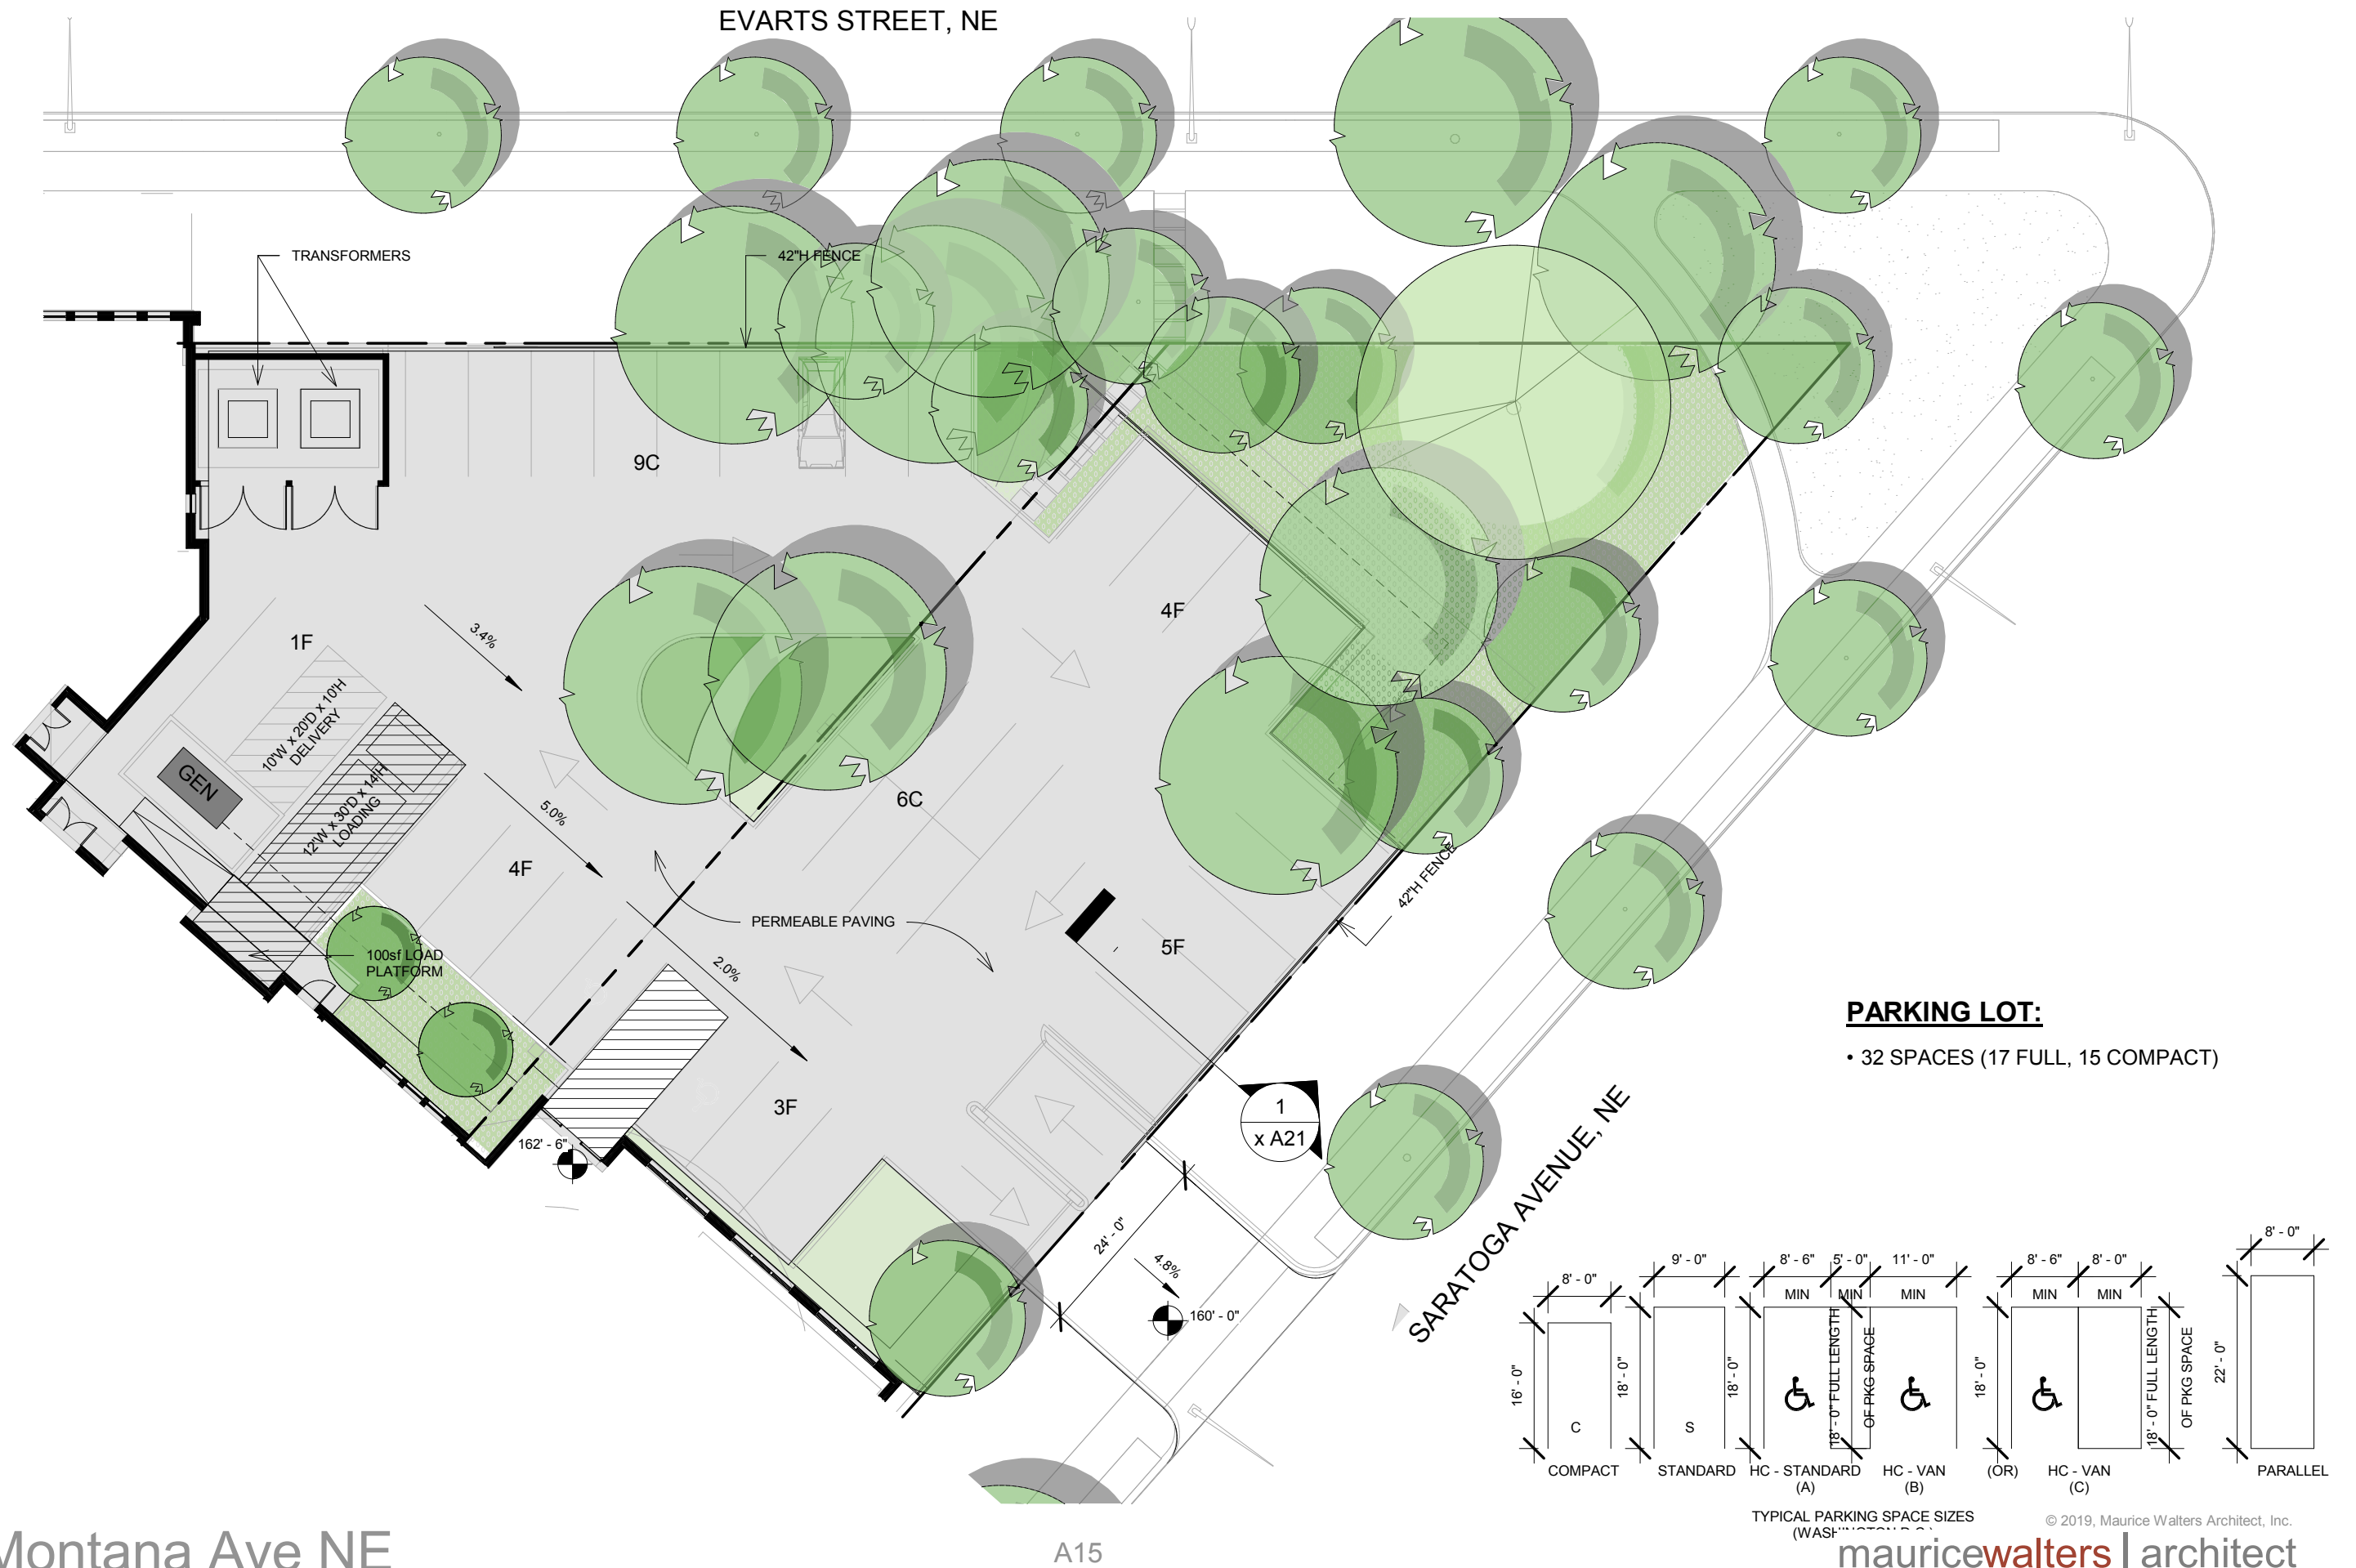 EVARTS STREET, NE
TRANSFORMERS
42"H FENCE
9C
1F
3.4%
4F
10'W x 20'D x 10'H
DELIVERY
GEN
12'W x 30'D x 14'H
LOADING
5.0%
6C
4F
42"H FENCE
PERMEABLE PAVING
100sf LOAD
PLATFORM
2.0%
5F
PARKING LOT:
• 32 SPACES (17 FULL, 15 COMPACT)
3F
162' - 6"
1
x A21
SARATOGA AVENUE, NE
24' - 0"
4.8%
160' - 0"
8' - 0"
9' - 0"
8' - 6"
5' - 0"
11' - 0"
8' - 6"
8' - 0"
8' - 0"
MIN
MIN
MIN
MIN
MIN
16' - 0"
18' - 0"
18' - 0"
18' - 0" FULL LENGTH
OF PKG SPACE
18' - 0"
18' - 0" FULL LENGTH
OF PKG SPACE
22' - 0"
C
S
COMPACT
STANDARD
HC - STANDARD
(A)
HC - VAN
(B)
(OR)
HC - VAN
(C)
PARALLEL
TYPICAL PARKING SPACE SIZES
© 2019, Maurice Walters Architect, Inc.
Montana Ave NE
A15
mauricewalters | architect